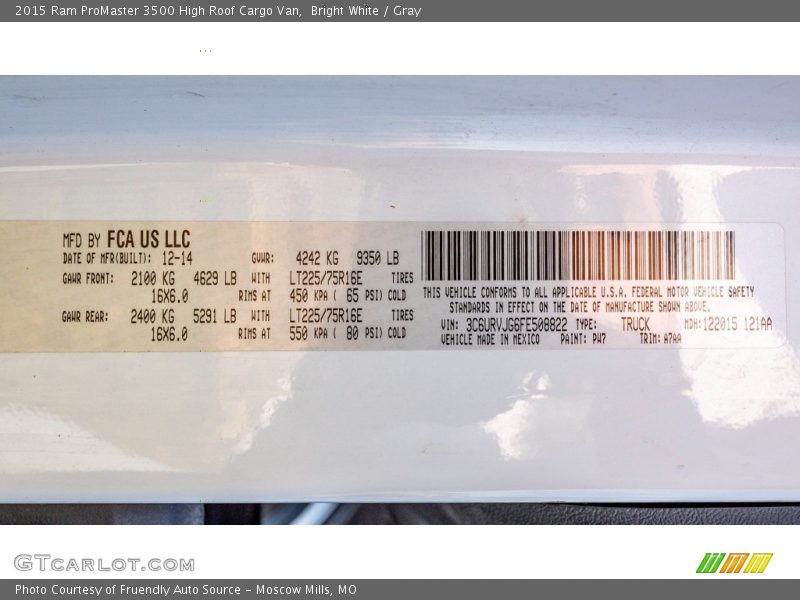 2015 Ram ProMaster 3500 High Roof Cargo Van,  Bright White / Gray
MFD BY FCA US LLC
DATE OF MFR(BUILT): 12-14 GVWR: 4242 KG 9350 LB
GAWR FRONT: 2100 KG 4629 LB WITH LT225/75R16E TIRES
16X6.0 RIMS AT 450 KPA ( 65 PSI) COLD
GAWR REAR: 2400 KG 5291 LB WITH LT225/75R16E TIRES
16X6.0 RIMS AT 550 KPA ( 80 PSI) COLD
THIS VEHICLE CONFORMS TO ALL APPLICABLE U.S.A. FEDERAL MOTOR VEHICLE SAFETY
STANDARDS IN EFFECT ON THE DATE OF MANUFACTURE SHOWN ABOVE.
VIN: 3C6URVJG6FE508822 TYPE: TRUCK MDH:122015 121AA
VEHICLE MADE IN MEXICO PAINT: PW7 TRIM: A7AA
GTCARLOT.COM
Photo Courtesy of Fruendly Auto Source - Moscow Mills, MO